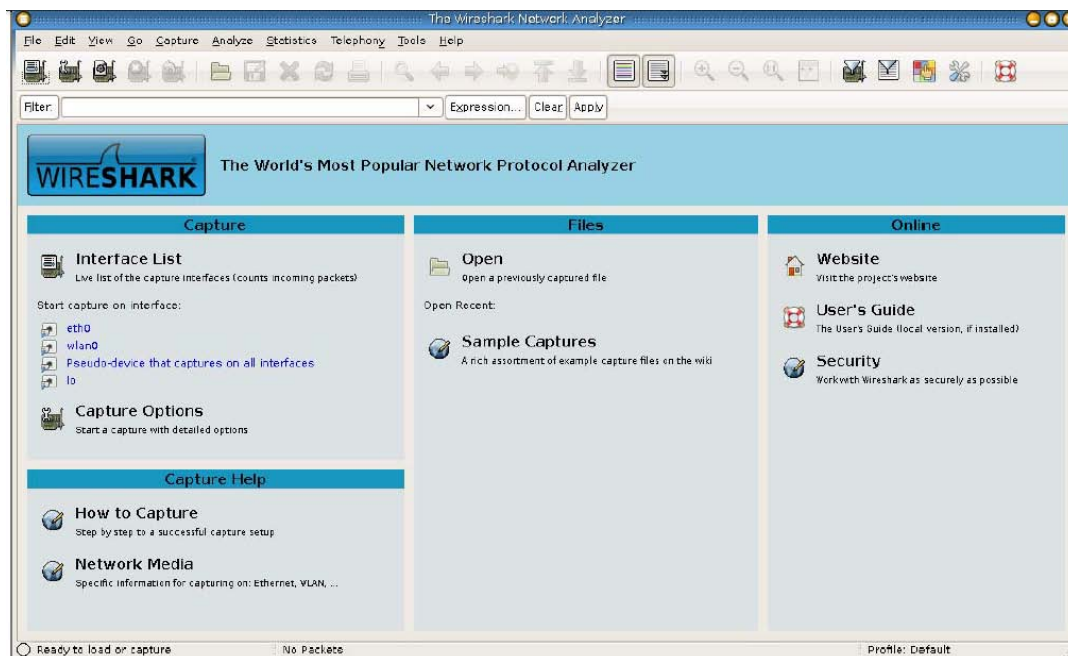 The Wireshark Network Analyzer
File Edit View Go Capture Analyze Statistics Telephony Tools Help
Filter: Expression... Clear Apply
WIRESHARK
The World's Most Popular Network Protocol Analyzer
Capture
Interface List
Live list of the capture interfaces (counts incoming packets)
Start capture on interface:
eth0
wlan0
Pseudo-device that captures on all interfaces
lo
Capture Options
Start a capture with detailed options
Capture Help
How to Capture
Step by step to a successful capture setup
Network Media
Specific information for capturing on: Ethernet, WLAN, ...
Files
Open
Open a previously captured file
Open Recent:
Sample Captures
A rich assortment of example capture files on the wiki
Online
Website
Visit the project's website
User's Guide
The User's Guide (local version, if installed)
Security
Work with Wireshark as securely as possible
Ready to load or capture No Packets Profile: Default